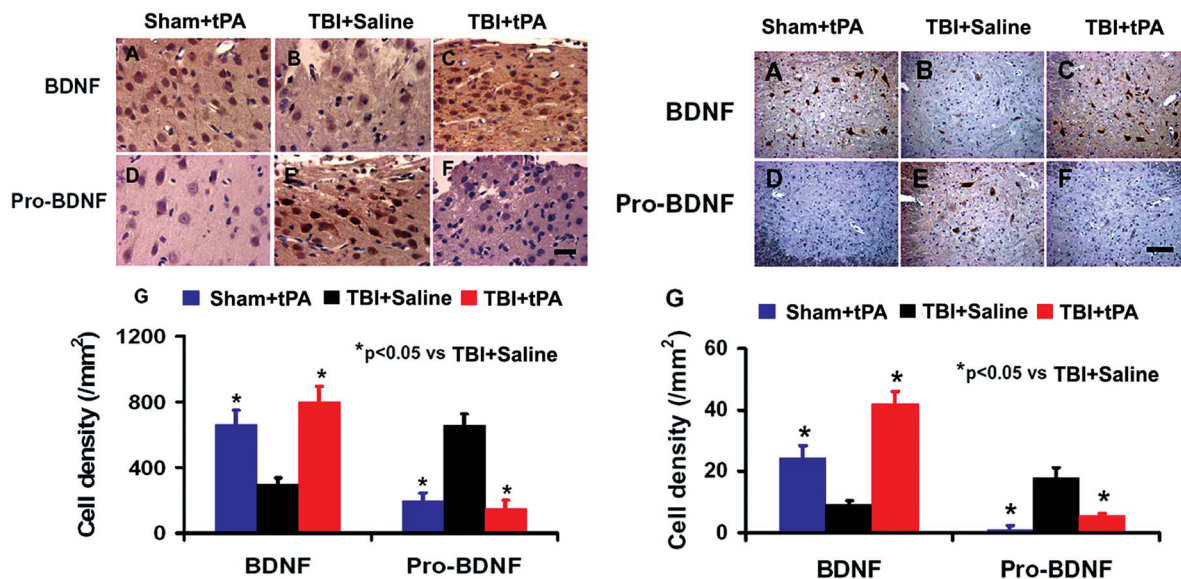 Sham+tPA TBI+Saline TBI+tPA
BDNF
A B C
Pro-BDNF
D E F
G Sham+tPA TBI+Saline TBI+tPA
*p<0.05 vs TBI+Saline
Cell density (/mm²)
1200
800
400
0
* * * *
BDNF Pro-BDNF
Sham+tPA TBI+Saline TBI+tPA
BDNF
A B C
Pro-BDNF
D E F
G Sham+tPA TBI+Saline TBI+tPA
*p<0.05 vs TBI+Saline
Cell density (/mm²)
60
40
20
0
* * * *
BDNF Pro-BDNF